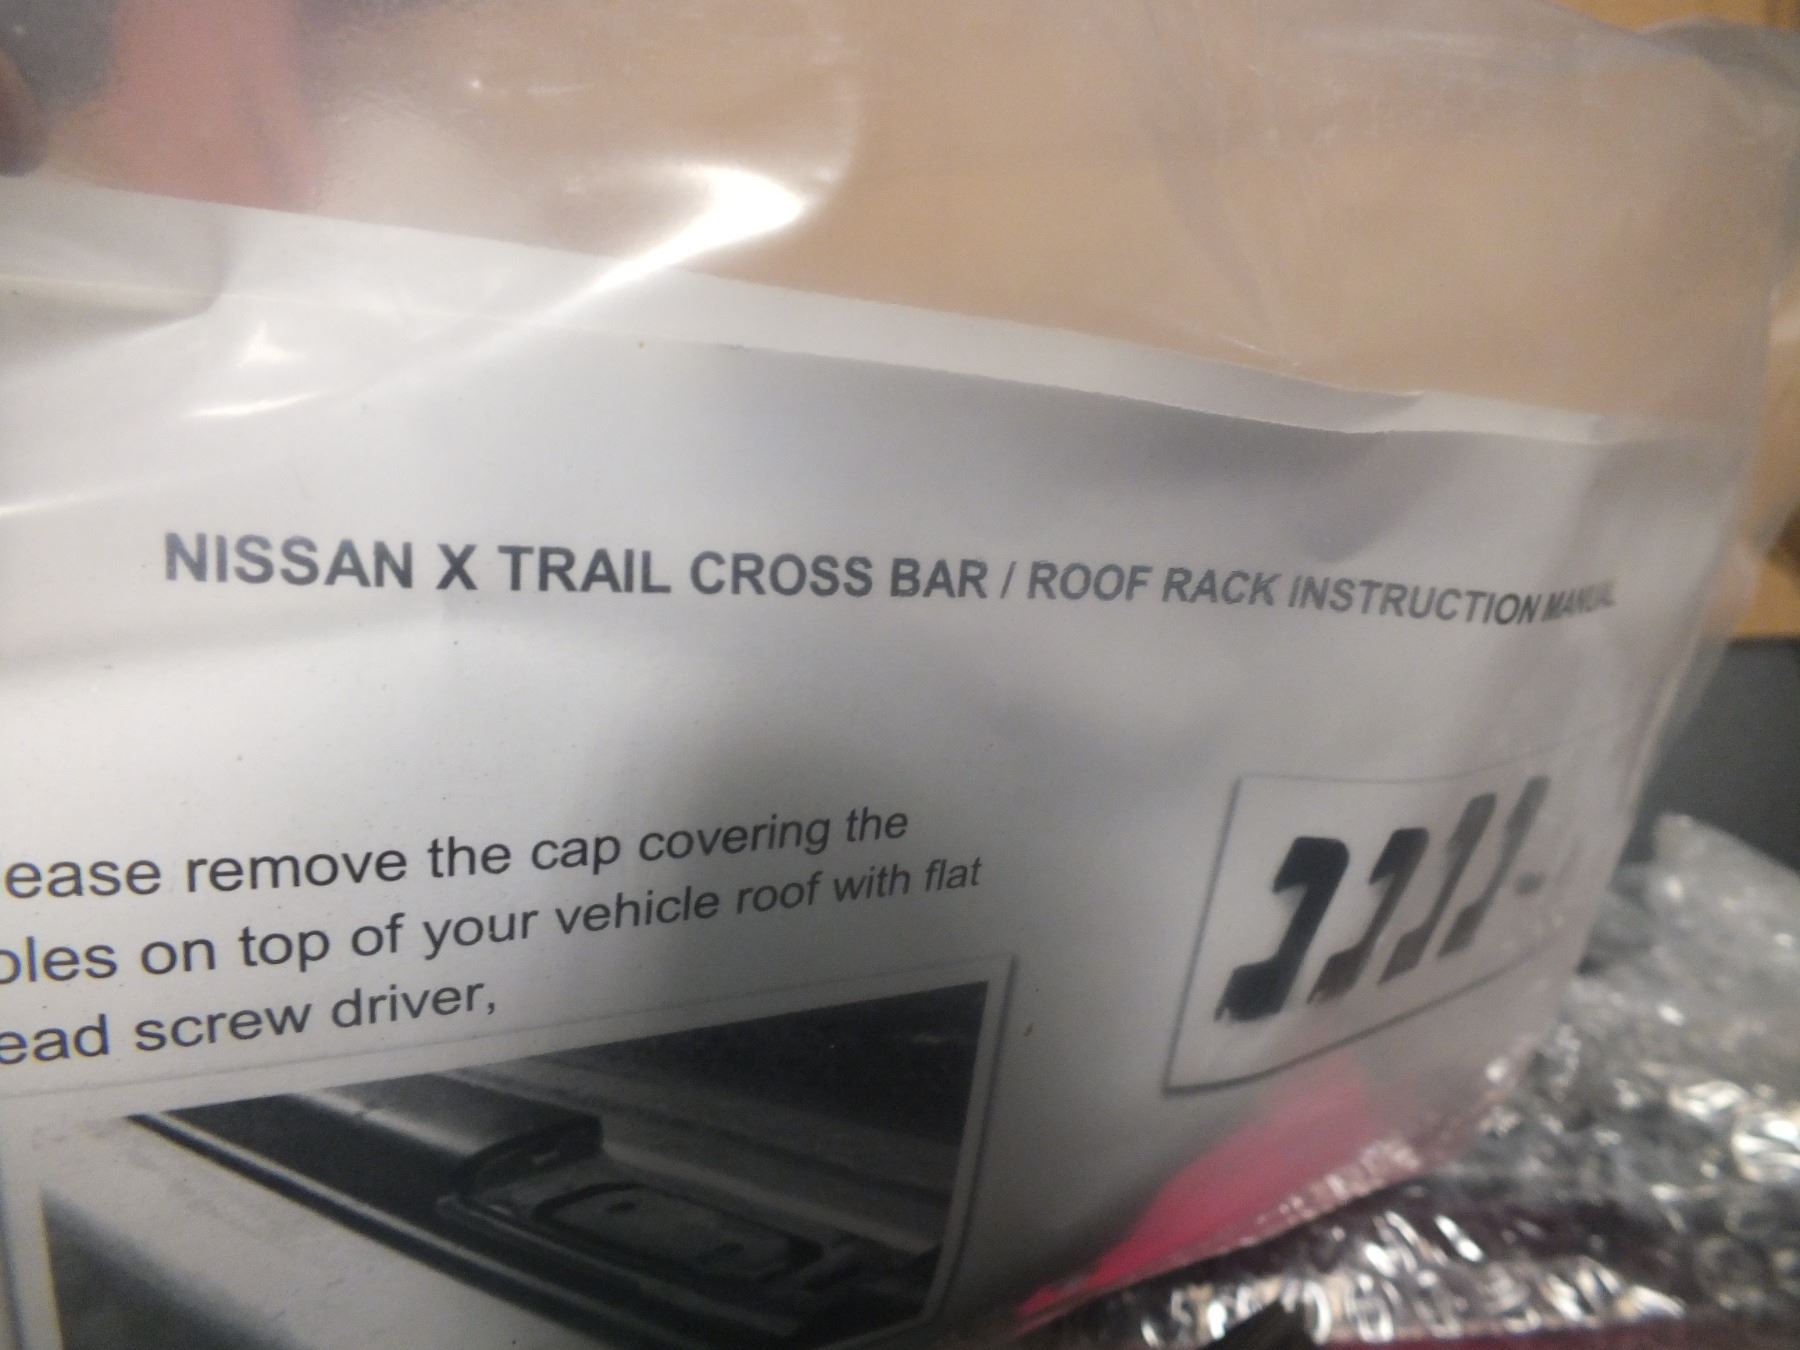 NISSAN X TRAIL CROSS BAR / ROOF RACK INSTRUCTION MANUAL
ease remove the cap covering the
oles on top of your vehicle roof with flat
ead screw driver,